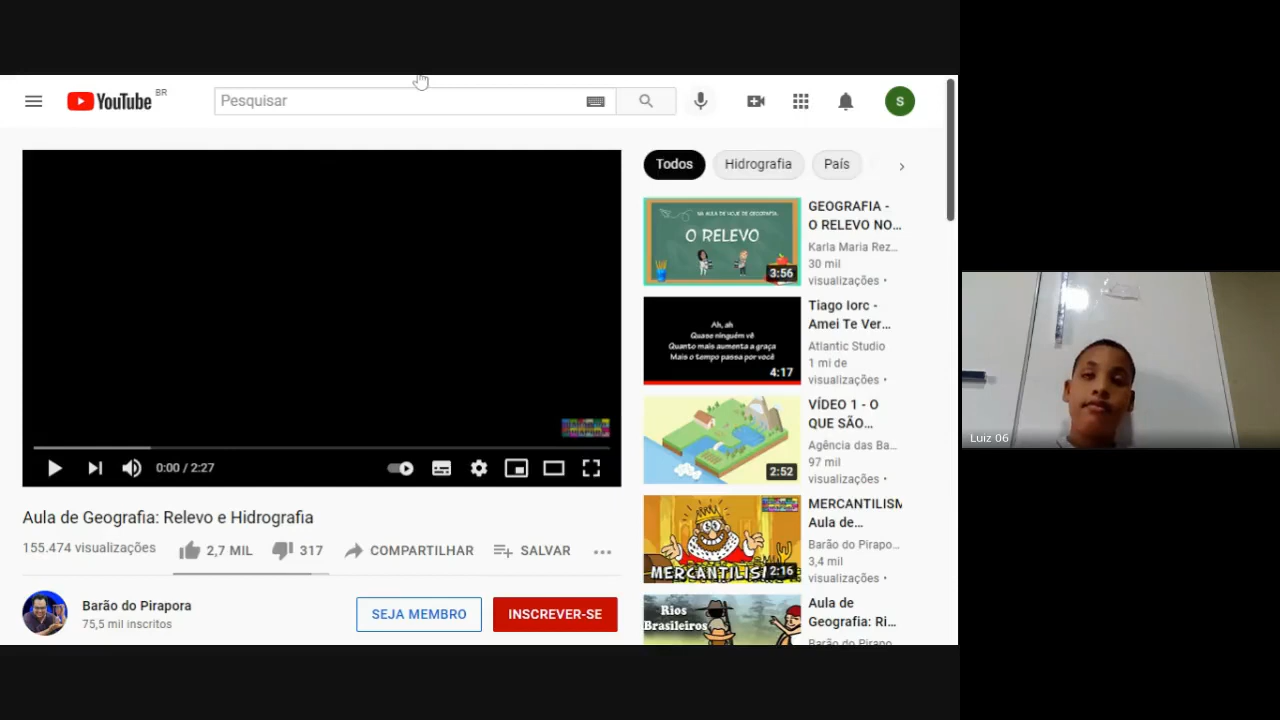 YouTube BR
Pesquisar
S
Todos
Hidrografia
País
NA AULA DE HOJE DE GEOGRAFIA:
O RELEVO
3:56
GEOGRAFIA -
O RELEVO NO...
Karla Maria Rez...
30 mil
visualizações •
Ah, ah
Quase ninguém vê
Quanto mais aumenta a graça
Mais o tempo passa por você
4:17
Tiago Iorc -
Amei Te Ver...
Atlantic Studio
1 mi de
visualizações •
2:52
VÍDEO 1 - O
QUE SÃO...
Agência das Ba...
97 mil
visualizações •
MERCANTILIS
2:16
MERCANTILISM
Aula de...
Barão do Pirapo...
3,4 mil
visualizações •
Rios
Brasileiros
Aula de
Geografia: Ri...
Barão do Pirapo
0:00 / 2:27
Aula de Geografia: Relevo e Hidrografia
155.474 visualizações
2,7 MIL
317
COMPARTILHAR
SALVAR
Barão do Pirapora
75,5 mil inscritos
SEJA MEMBRO
INSCREVER-SE
Luiz 06